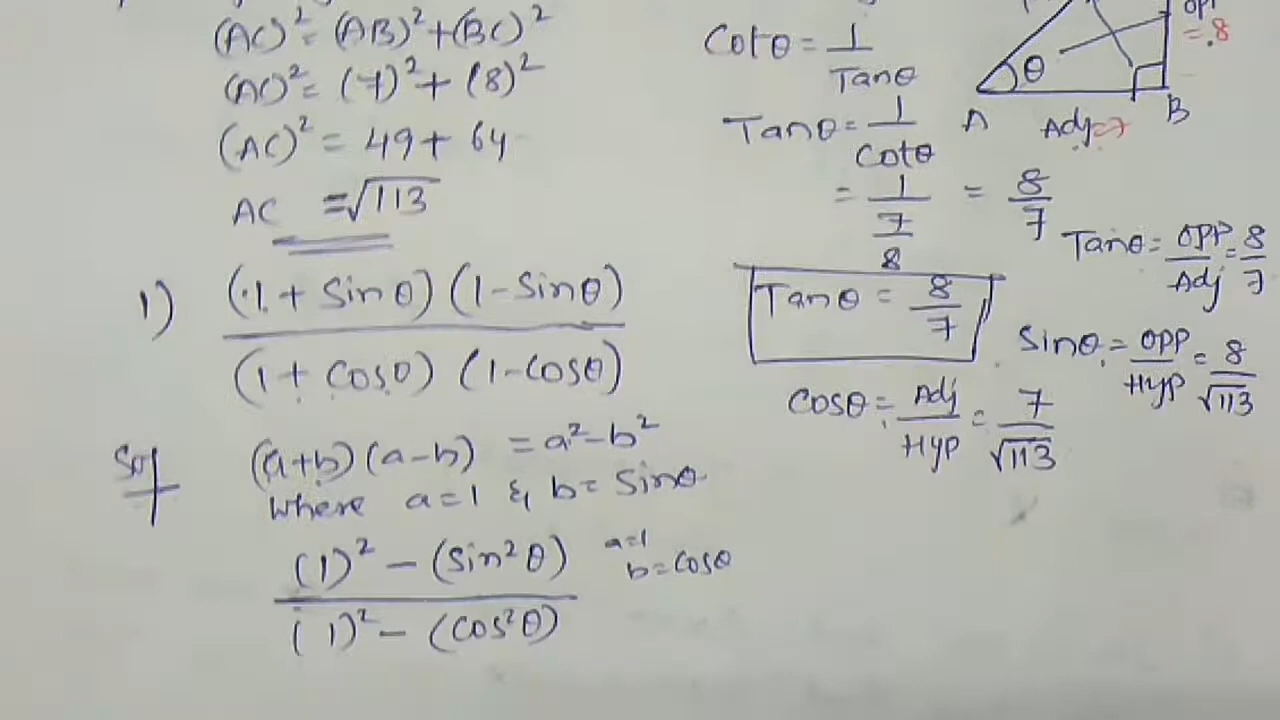 (AC)² = (AB)² + (BC)²
(AC)² = (7)² + (8)²
(AC)² = 49 + 64
AC = √113
1) (1 + Sinθ) (1 - Sinθ)
(1 + Cosθ) (1 - Cosθ)
Sol
(a+b) (a-b) = a² - b²
Where a = 1 & b = Sinθ
(1)² - (Sin²θ)
a=1
b = Cosθ
(1)² - (Cos²θ)
Cotθ = 1/Tanθ
Tanθ = 1/Cotθ
= 1/(7/8) = 8/7
Tanθ = 8/7
Cosθ = Adj/Hyp = 7/√113
θ
= 8
A
Adj = 7
B
Tanθ = OPP/Adj = 8/7
Sinθ = OPP/Hyp = 8/√113